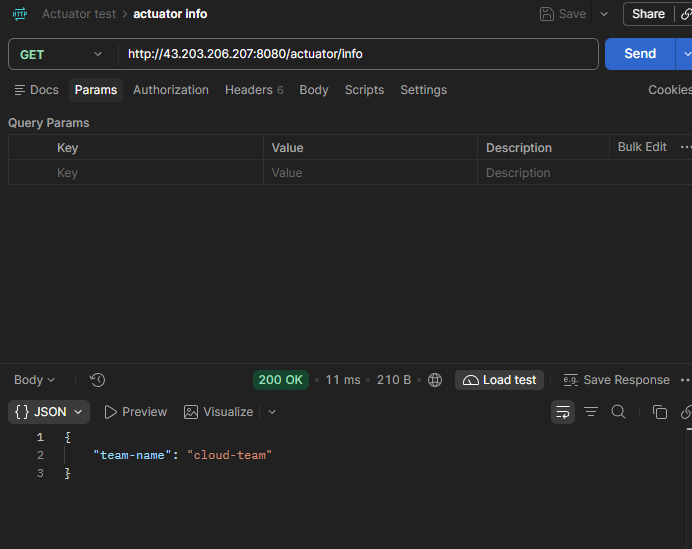 HTTP Actuator test > actuator info Save Share
GET http://43.203.206.207:8080/actuator/info Send
Docs Params Authorization Headers 6 Body Scripts Settings Cookies
Query Params
Key Value Description Bulk Edit ...
Key Value Description
Body 200 OK • 11 ms • 210 B Load test e.g. Save Response
{} JSON Preview Visualize
1 {
2 "team-name": "cloud-team"
3 }